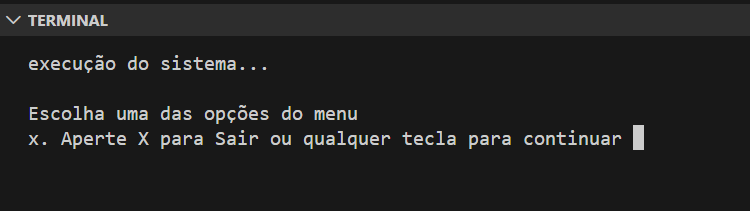 TERMINAL
execução do sistema...
Escolha uma das opções do menu
x. Aperte X para Sair ou qualquer tecla para continuar